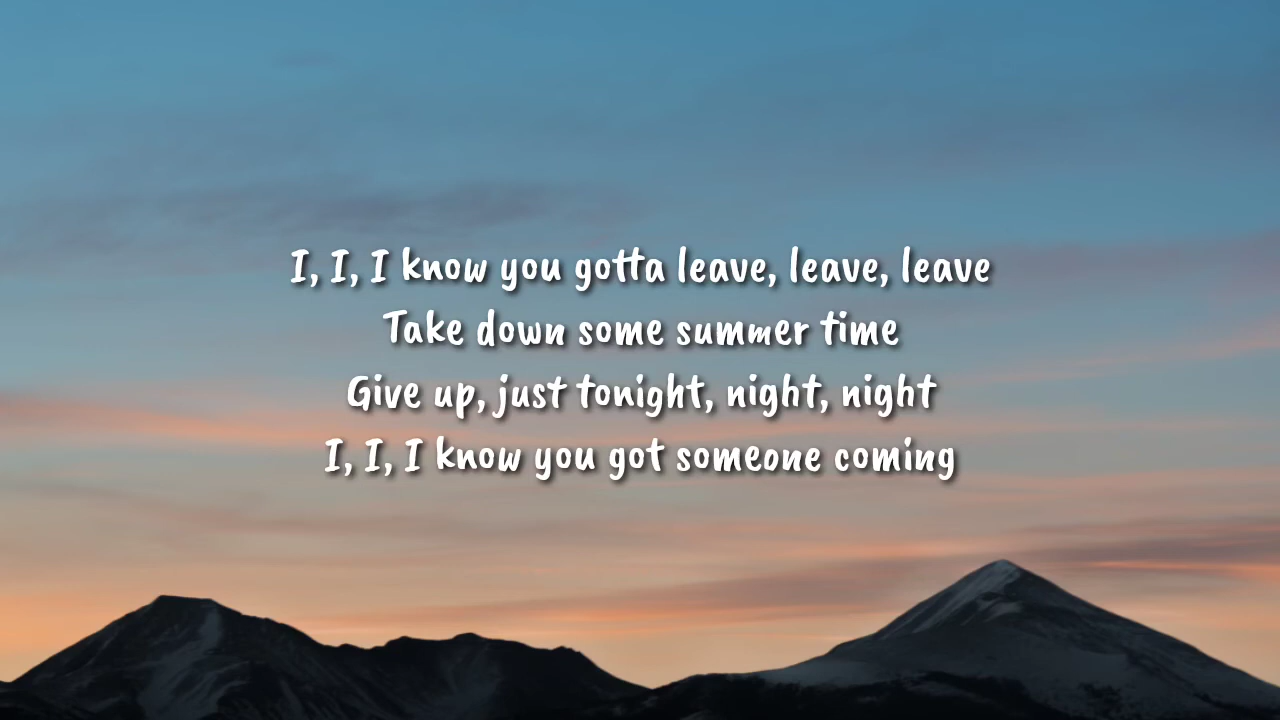 I, I, I know you gotta leave, leave, leave
Take down some summer time
Give up, just tonight, night, night
I, I, I know you got someone coming